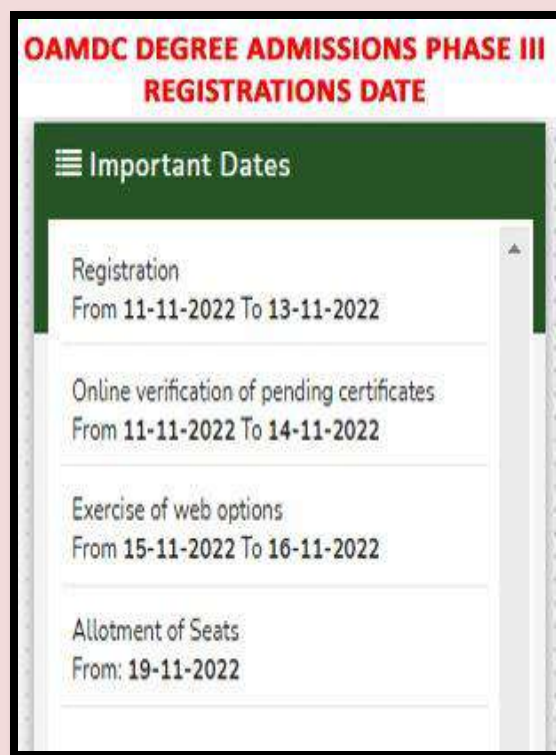 OAMDC DEGREE ADMISSIONS PHASE III
REGISTRATIONS DATE
Important Dates
Registration
From 11-11-2022 To 13-11-2022
Online verification of pending certificates
From 11-11-2022 To 14-11-2022
Exercise of web options
From 15-11-2022 To 16-11-2022
Allotment of Seats
From: 19-11-2022